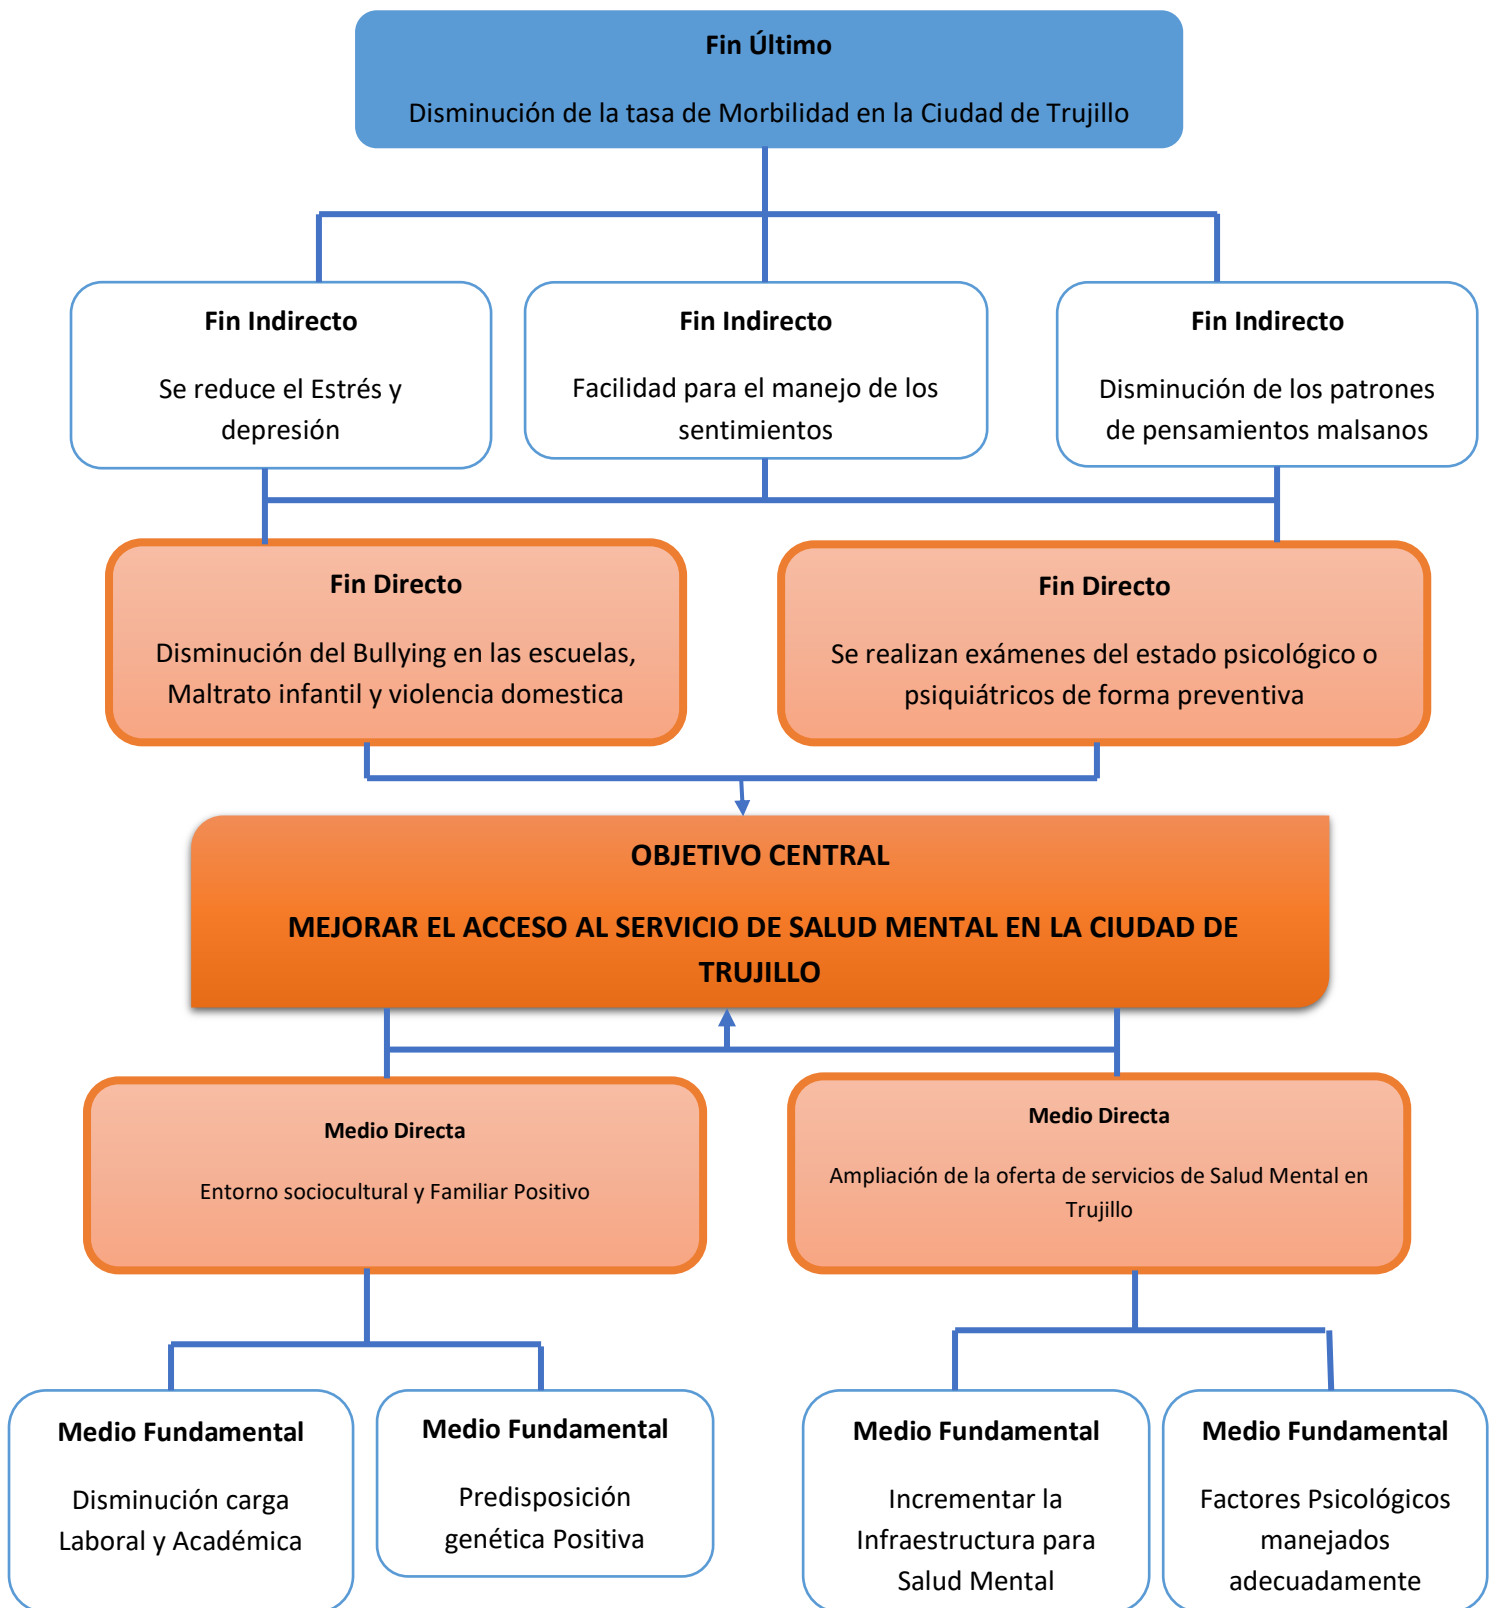 Fin Último
Disminución de la tasa de Morbilidad en la Ciudad de Trujillo
Fin Indirecto
Se reduce el Estrés y
depresión
Fin Indirecto
Facilidad para el manejo de los
sentimientos
Fin Indirecto
Disminución de los patrones
de pensamientos malsanos
Fin Directo
Disminución del Bullying en las escuelas,
Maltrato infantil y violencia domestica
Fin Directo
Se realizan exámenes del estado psicológico o
psiquiátricos de forma preventiva
OBJETIVO CENTRAL
MEJORAR EL ACCESO AL SERVICIO DE SALUD MENTAL EN LA CIUDAD DE
TRUJILLO
Medio Directa
Entorno sociocultural y Familiar Positivo
Medio Directa
Ampliación de la oferta de servicios de Salud Mental en
Trujillo
Medio Fundamental
Disminución carga
Laboral y Académica
Medio Fundamental
Predisposición
genética Positiva
Medio Fundamental
Incrementar la
Infraestructura para
Salud Mental
Medio Fundamental
Factores Psicológicos
manejados
adecuadamente